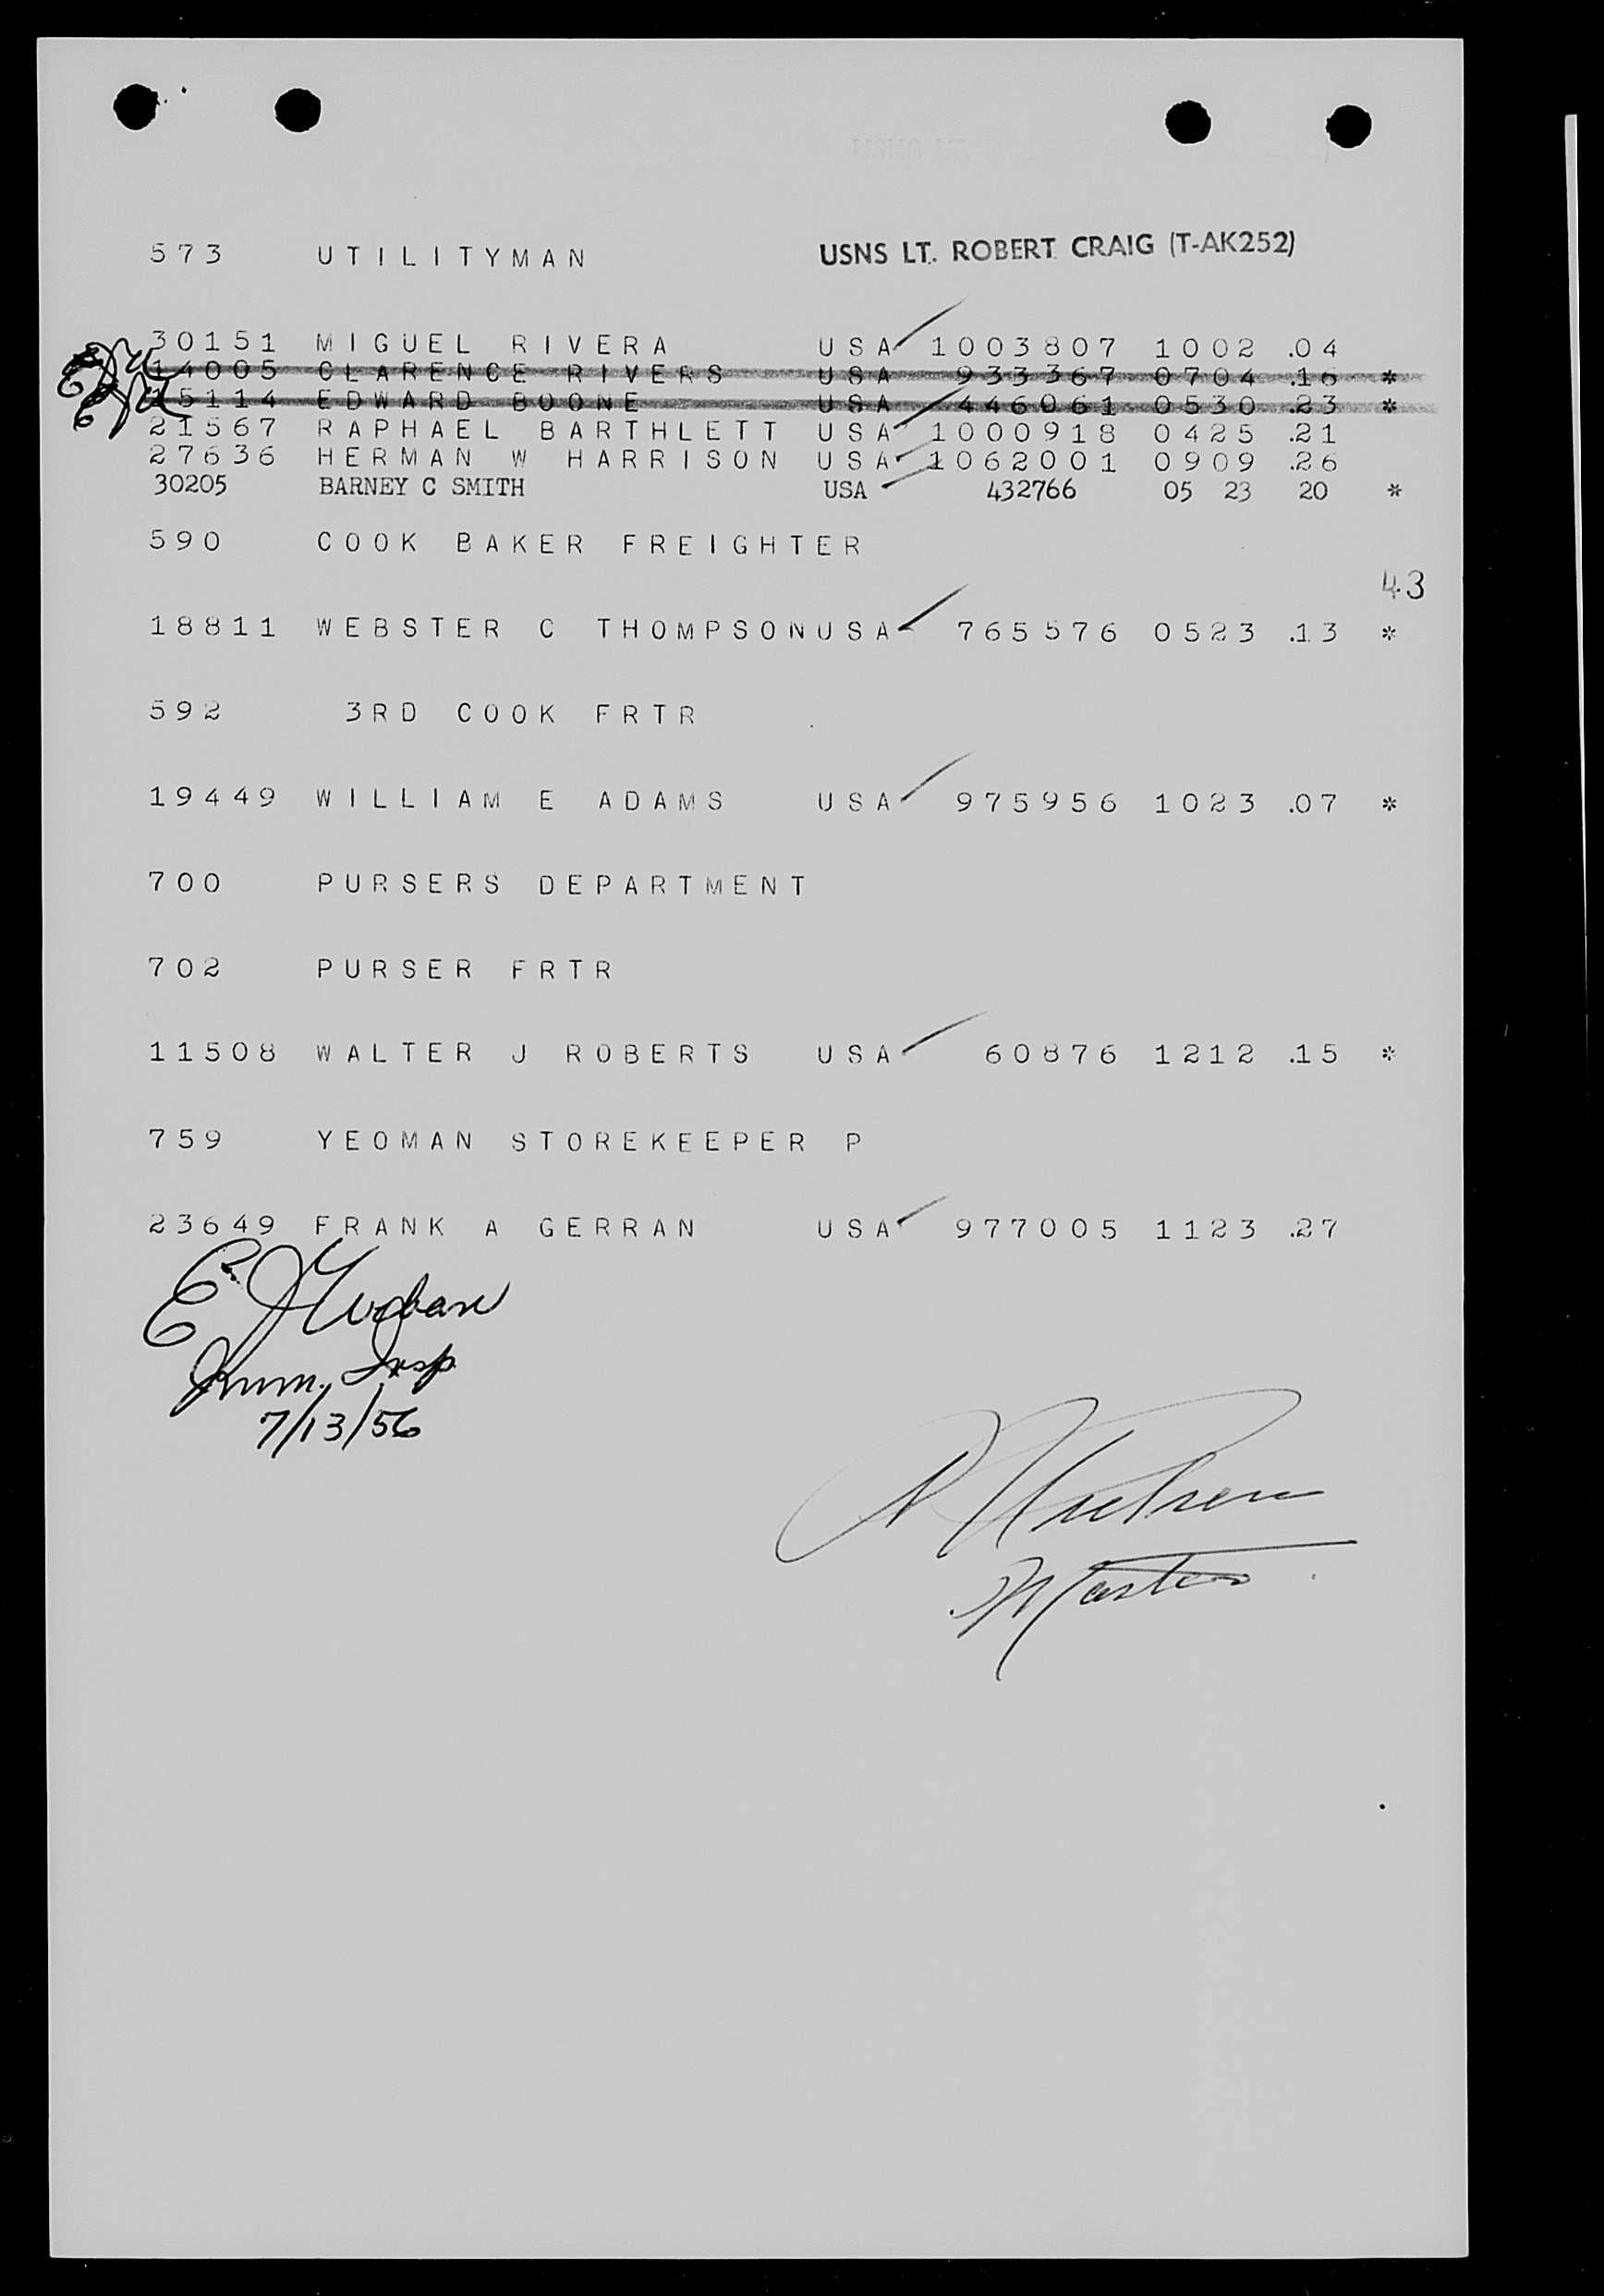 573 UTILITYMAN USNS LT. ROBERT CRAIG (T-AK252)
30151 MIGUEL RIVERA USA 1003807 1002 .04
14005 CLARENCE RIVERS USA 933367 0704 .16 *
25114 EDWARD BOONE USA 446061 0530 .23 *
21567 RAPHAEL BARTHLETT USA 1000918 0425 .21
27636 HERMAN W HARRISON USA 1062001 0909 .26
30205 BARNEY C SMITH USA 432766 05 23 20 *
590 COOK BAKER FREIGHTER
43
18811 WEBSTER C THOMPSONUSA 765576 0523 .13 *
592 3RD COOK FRTR
19449 WILLIAM E ADAMS USA 975956 1023 .07 *
700 PURSERS DEPARTMENT
702 PURSER FRTR
11508 WALTER J ROBERTS USA 60876 1212 .15 *
759 YEOMAN STOREKEEPER P
23649 FRANK A GERRAN USA 977005 1123 .27
E J
Imm. Insp
7/13/56
Master